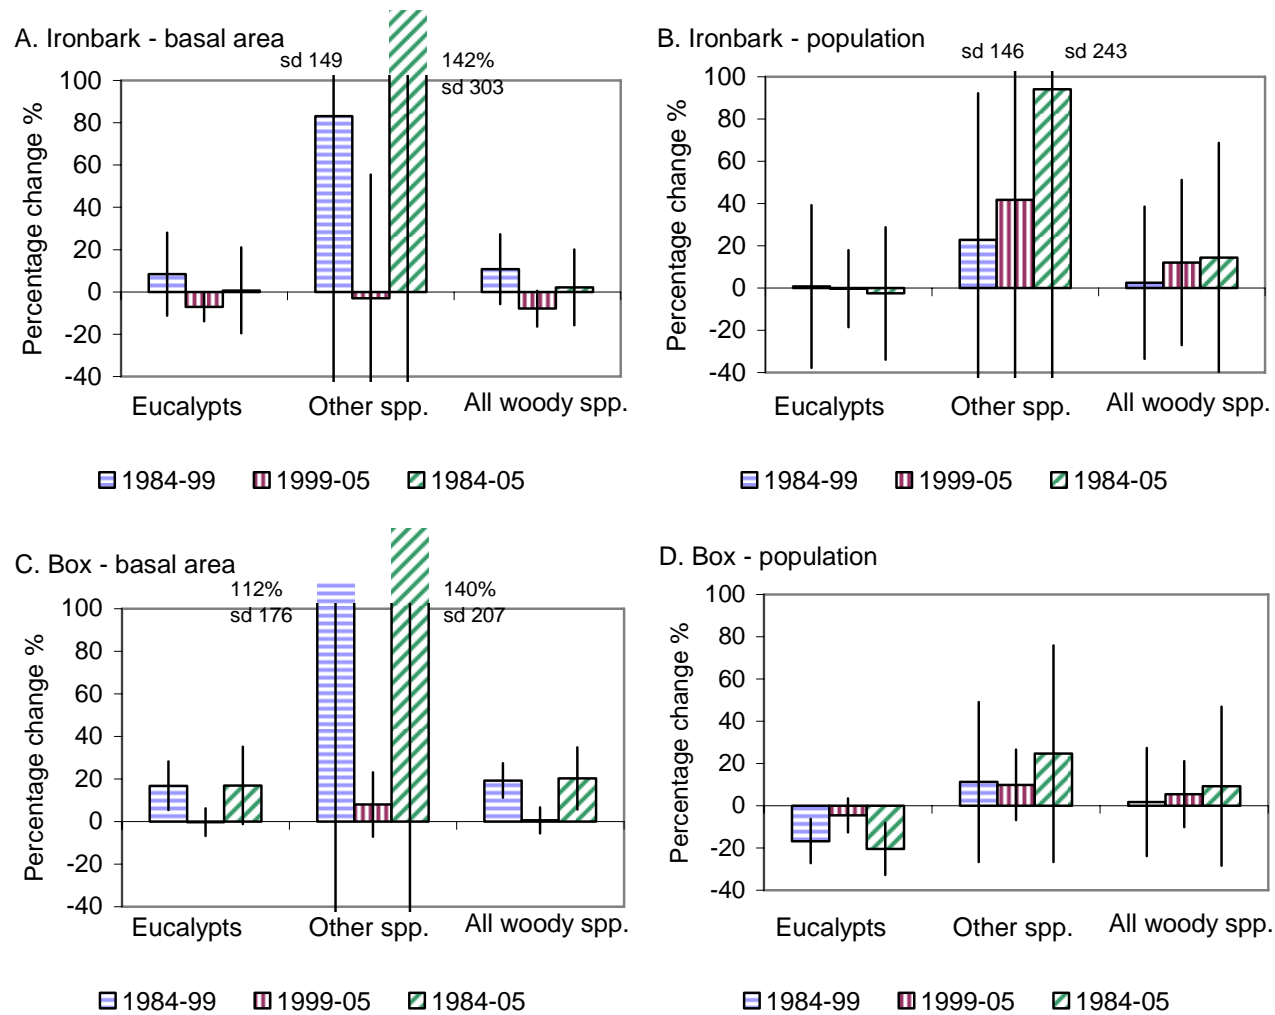 A. Ironbark - basal area
sd 149
142%
sd 303
Percentage change %
100
80
60
40
20
0
-20
-40
Eucalypts Other spp. All woody spp.
1984-99 1999-05 1984-05
B. Ironbark - population
sd 146 sd 243
Percentage change %
100
80
60
40
20
0
-20
-40
Eucalypts Other spp. All woody spp.
1984-99 1999-05 1984-05
C. Box - basal area
112%
sd 176
140%
sd 207
Percentage change %
100
80
60
40
20
0
-20
-40
Eucalypts Other spp. All woody spp.
1984-99 1999-05 1984-05
D. Box - population
Percentage change %
100
80
60
40
20
0
-20
-40
Eucalypts Other spp. All woody spp.
1984-99 1999-05 1984-05